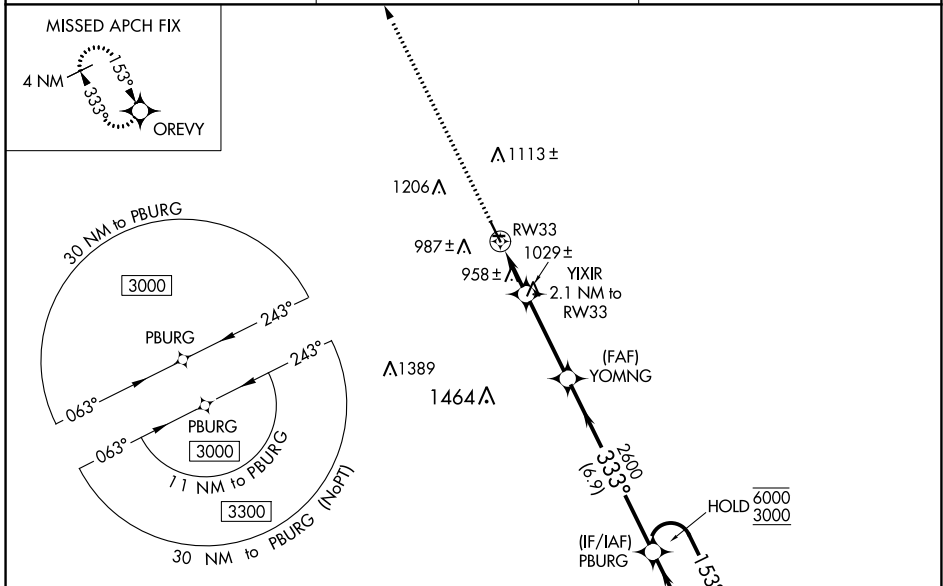 MISSED APCH FIX
4 NM
153°
333°
OREVY
1113 ±
1206
RW33
987 ±
1029 ±
958 ±
YIXIR
2.1 NM to
RW33
30 NM to PBURG
3000
243°
PBURG
063°
243°
1389
(FAF)
YOMNG
1464
PBURG
063°
3000
11 NM to PBURG
3300
30 NM to PBURG (NoPT)
2600
333°
(6.9)
HOLD 6000
3000
(IF/IAF)
PBURG
153°